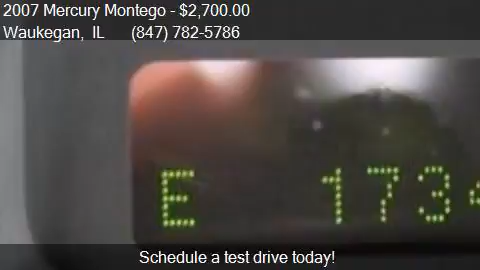 2007 Mercury Montego - $2,700.00
Waukegan, IL (847) 782-5786
E 173
Schedule a test drive today!